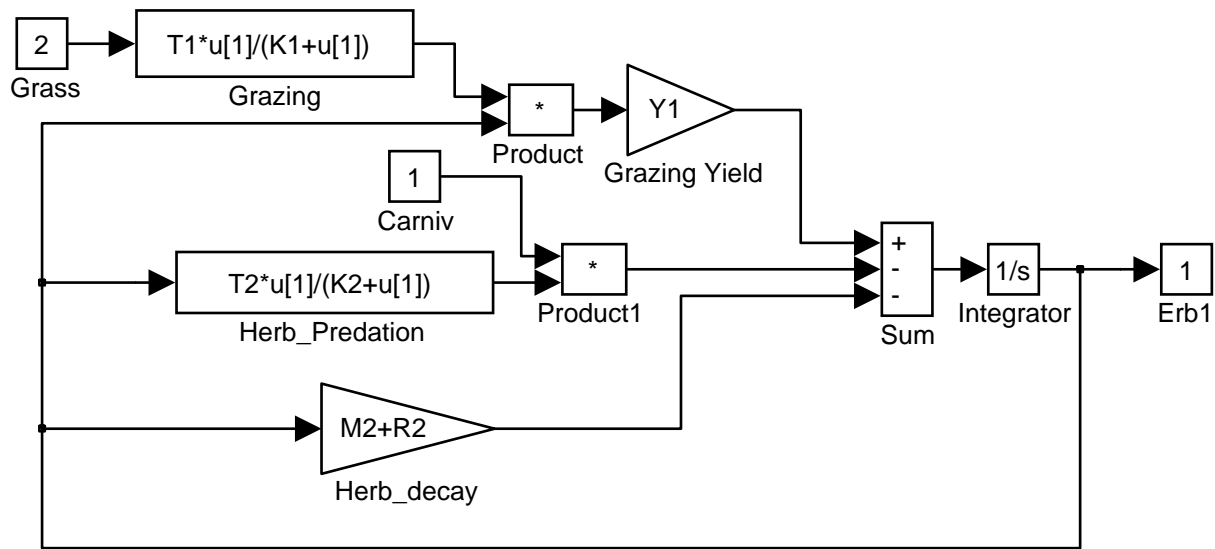 2
Grass
T1*u[1]/(K1+u[1])
Grazing
*
Product
Y1
Grazing Yield
1
Carniv
T2*u[1]/(K2+u[1])
Herb_Predation
*
Product1
+
-
-
Sum
1/s
Integrator
1
Erb1
M2+R2
Herb_decay